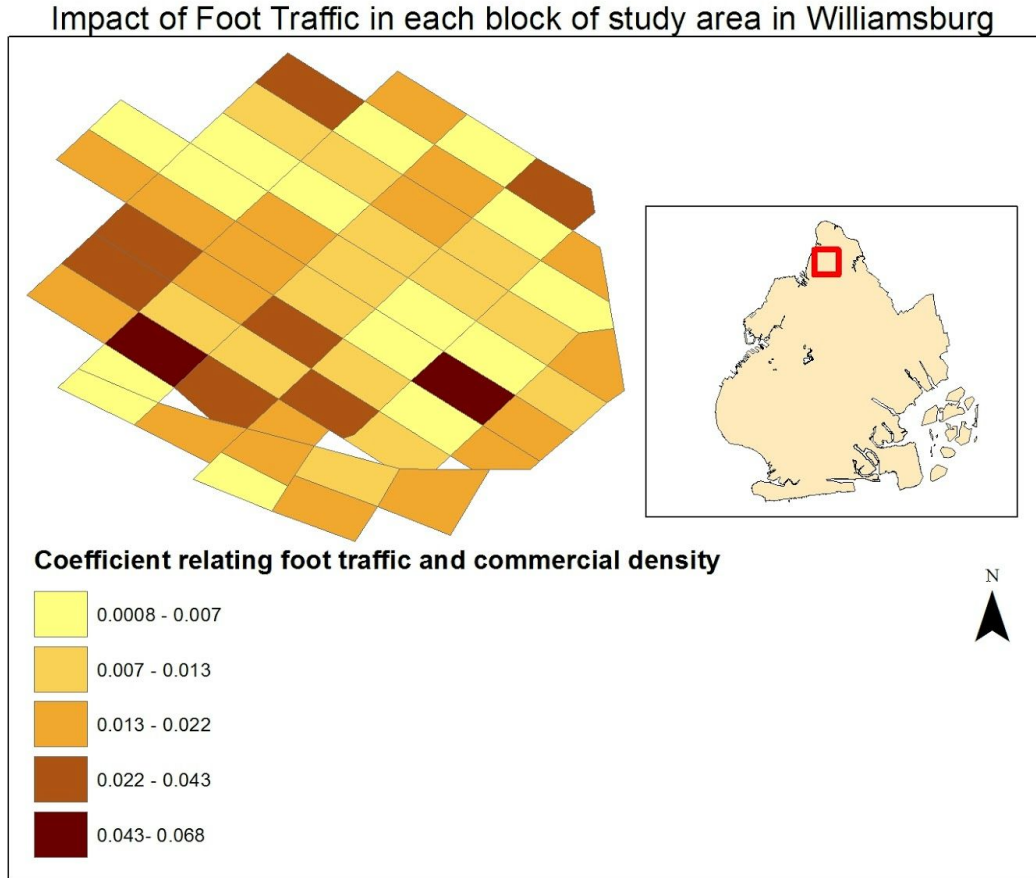 Impact of Foot Traffic in each block of study area in Williamsburg
Coefficient relating foot traffic and commercial density
0.0008 - 0.007
0.007 - 0.013
0.013 - 0.022
0.022 - 0.043
0.043- 0.068
N